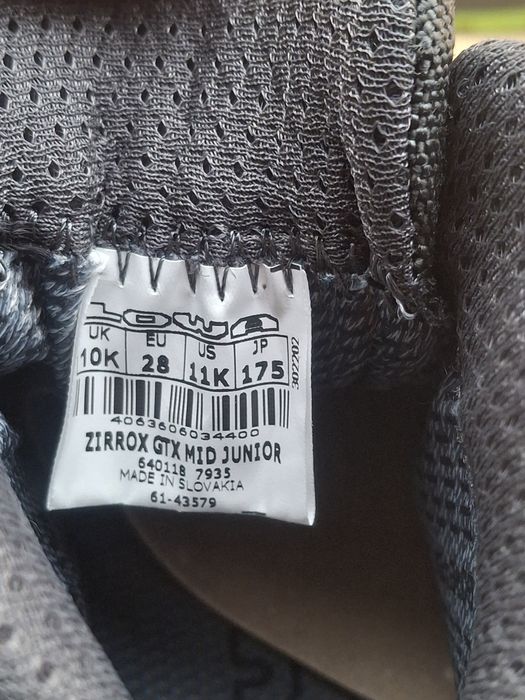 LOWA
UK EU US JP
10K 28 11K 175
302202
4063606034400
ZIRROX GTX MID JUNIOR
640118 7935
MADE IN SLOVAKIA
61-43579